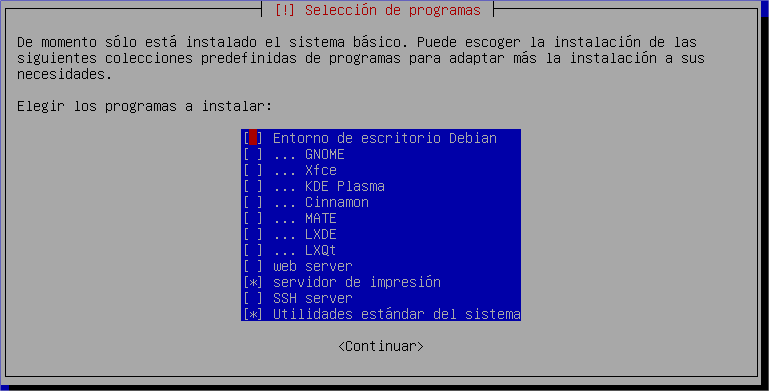 [!] Selección de programas
De momento sólo está instalado el sistema básico. Puede escoger la instalación de las
siguientes colecciones predefinidas de programas para adaptar más la instalación a sus
necesidades.
Elegir los programas a instalar:
[ ] Entorno de escritorio Debian
[ ] ... GNOME
[ ] ... Xfce
[ ] ... KDE Plasma
[ ] ... Cinnamon
[ ] ... MATE
[ ] ... LXDE
[ ] ... LXQt
[ ] web server
[*] servidor de impresión
[ ] SSH server
[*] Utilidades estándar del sistema
<Continuar>